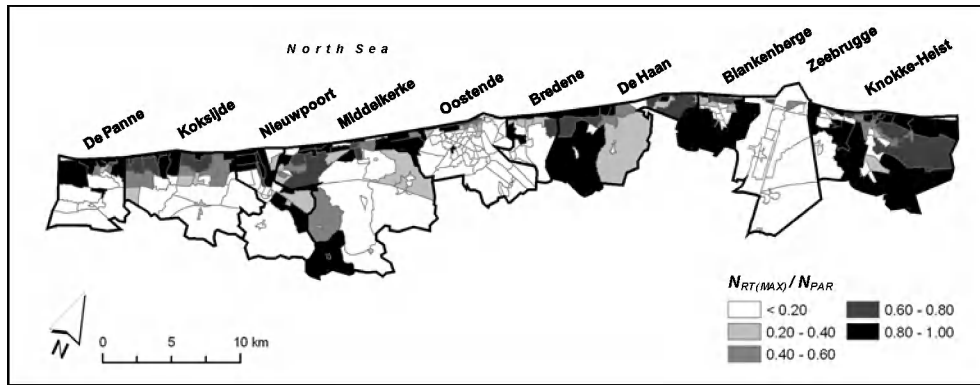 North Sea
De Panne
Koksijde
Nieuwpoort
Middelkerke
Oostende
Bredene
De Haan
Blankenberge
Zeebrugge
Knokke-Heist
N
0 5 10 km
NRT(MAX) / NPAR
< 0.20
0.20 - 0.40
0.40 - 0.60
0.60 - 0.80
0.80 - 1.00